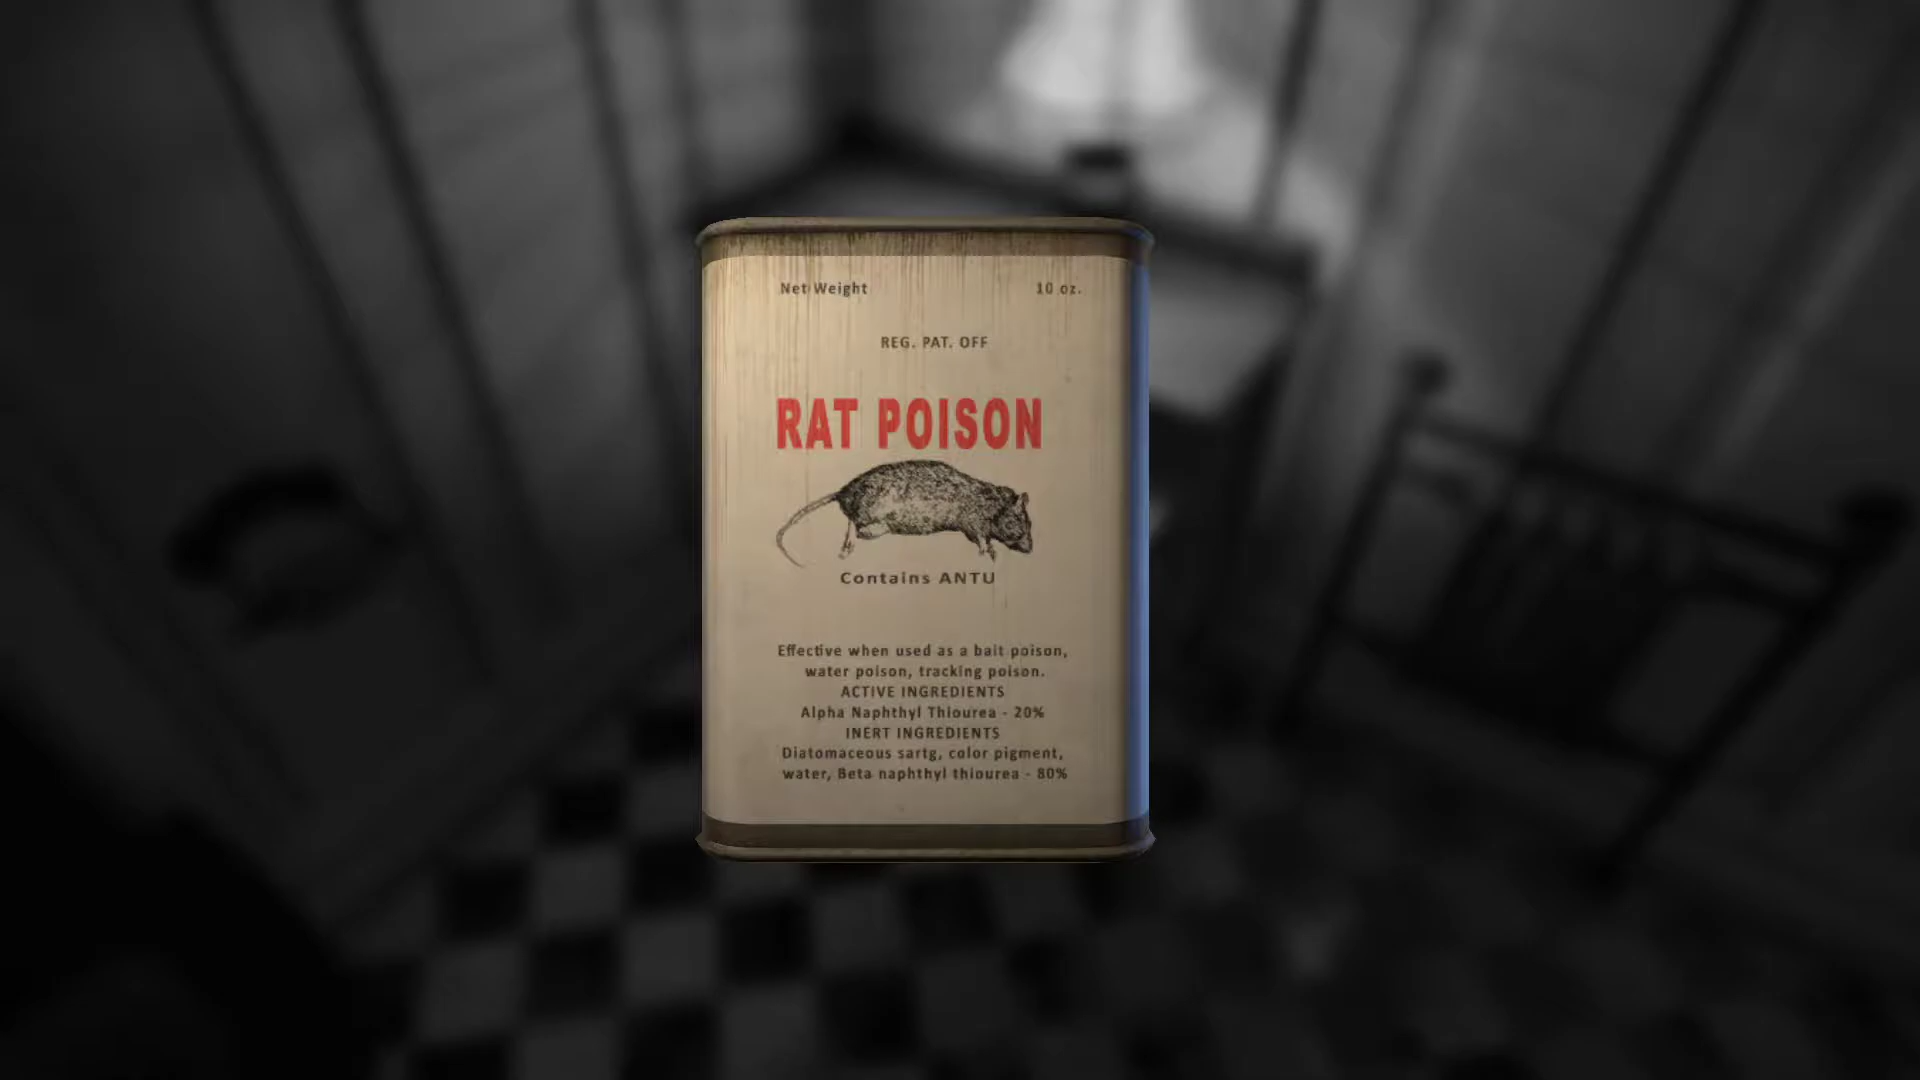 Net Weight 10 oz.
REG. PAT. OFF
RAT POISON
Contains ANTU
Effective when used as a bait poison,
water poison, tracking poison.
ACTIVE INGREDIENTS
Alpha Naphthyl Thiourea - 20%
INERT INGREDIENTS
Diatomaceous sartg, color pigment,
water, Beta naphthyl thiourea - 80%